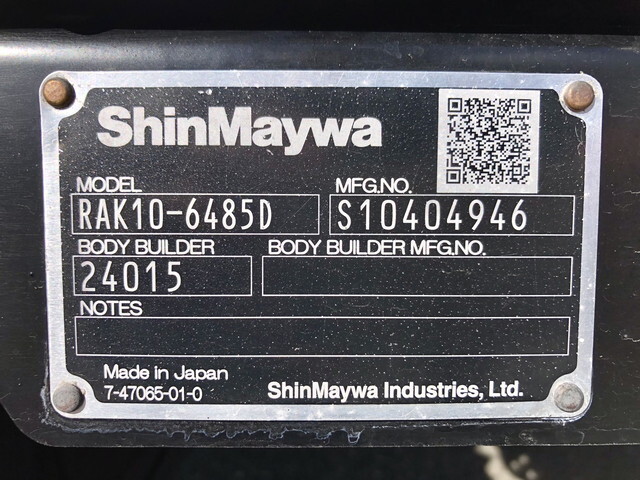 ShinMaywa
MODEL MFG.NO.
RAK10-6485D S10404946
BODY BUILDER BODY BUILDER MFG.NO.
24015
NOTES
Made in Japan
7-47065-01-0 ShinMaywa Industries, Ltd.